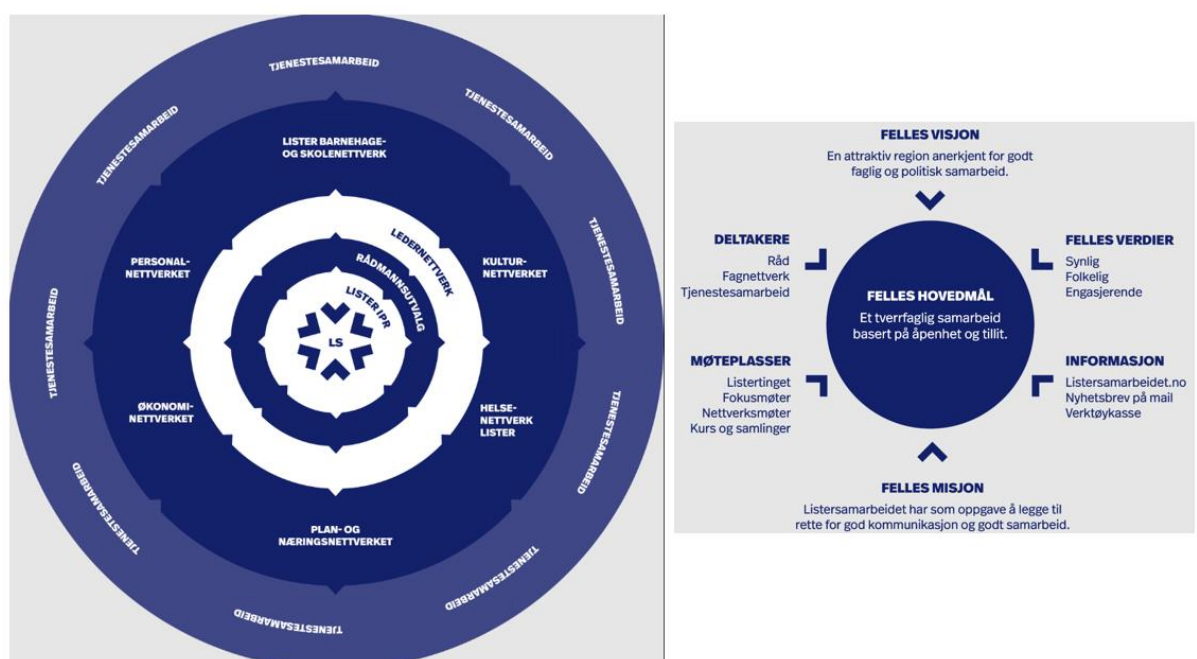 TJENESTESAMARBEID
TJENESTESAMARBEID
TJENESTESAMARBEID
TJENESTESAMARBEID
TJENESTESAMARBEID
TJENESTESAMARBEID
TJENESTESAMARBEID
TJENESTESAMARBEID
TJENESTESAMARBEID
LISTER BARNEHAGE-
OG SKOLENETTVERK
PERSONAL-
NETTVERKET
KULTUR-
NETTVERKET
LEDERNETTVERK
RÅDMANNSUTVALG
LISTER IPR
LS
ØKONOMI-
NETTVERKET
HELSE-
NETTVERK
LISTER
PLAN- OG
NÆRINGSNETTVERKET
FELLES VISJON
En attraktiv region anerkjent for godt
faglig og politisk samarbeid.
DELTAKERE
Råd
Fagnettverk
Tjenestesamarbeid
FELLES VERDIER
Synlig
Folkelig
Engasjerende
FELLES HOVEDMÅL
Et tverrfaglig samarbeid
basert på åpenhet og tillit.
MØTEPLASSER
Listertinget
Fokusmøter
Nettverksmøter
Kurs og samlinger
INFORMASJON
Listersamarbeidet.no
Nyhetsbrev på mail
Verktøykasse
FELLES MISJON
Listersamarbeidet har som oppgave å legge til
rette for god kommunikasjon og godt samarbeid.